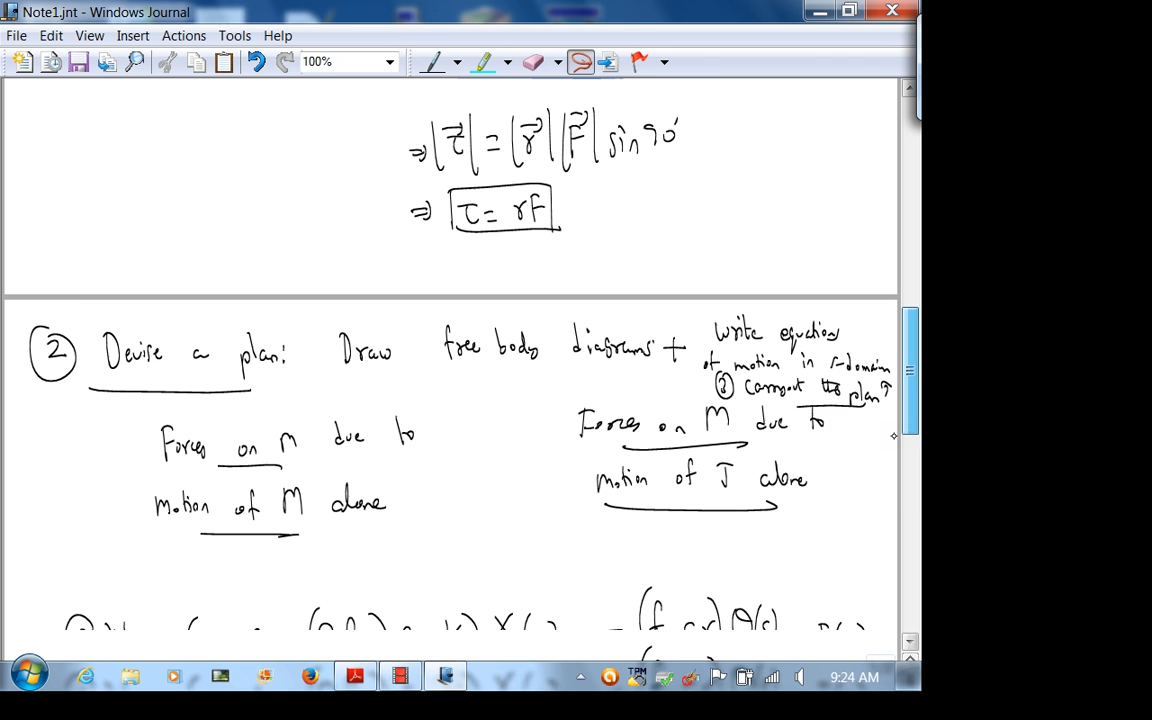 Note1.jnt - Windows Journal
File Edit View Insert Actions Tools Help
100%
⇒ |τ⃗| = |r⃗| |F⃗| sin 90°
⇒ τ = rF
② Devise a plan: Draw free body diagrams + Write equations
of motion in s-domain
③ Carryout the plan ↑
Forces on M due to
motion of M alone
Forces on M due to
motion of J alone
9:24 AM